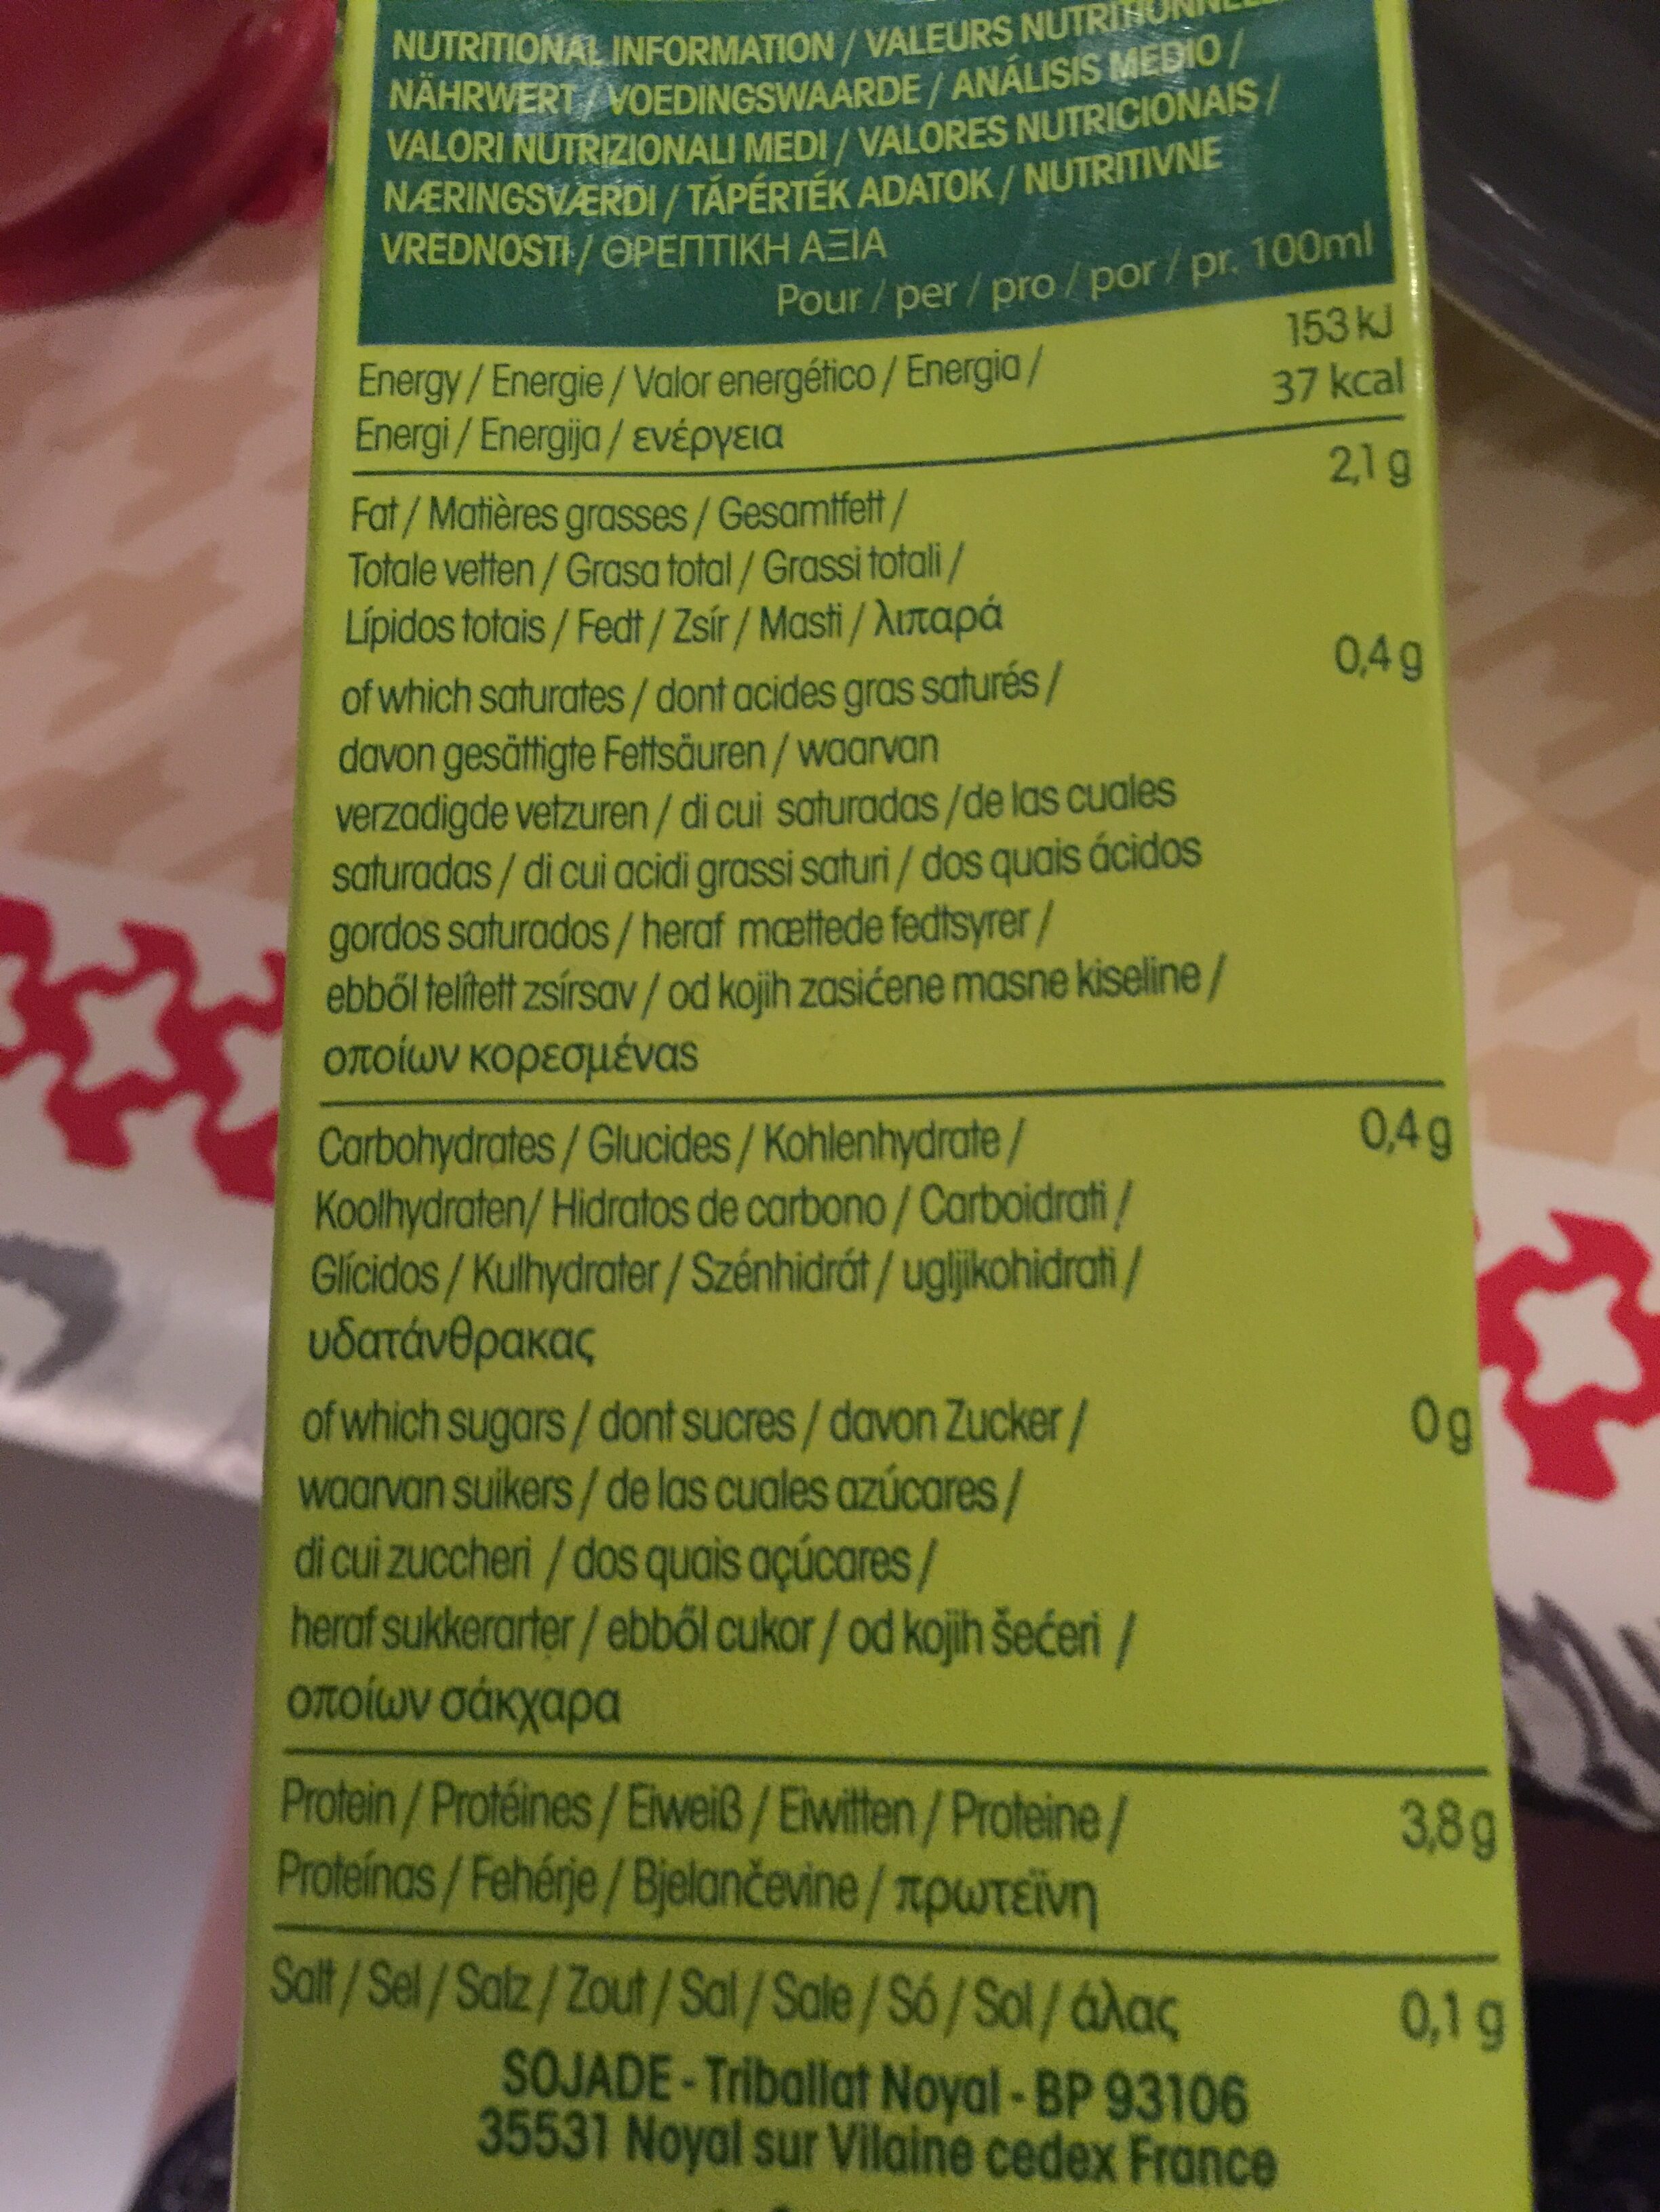 NUTRITIONAL INFORMATION / VALEURS
NÄHRWERT / VOEDINGSWAARDE / ANÁLISIS MEDIO /
VALORI NUTRIZIONALI MEDI / VALORES NUTRICIONAIS /
NÆRINGSVÆRDI / TÁPÉRTÉK ADATOK / NUTRITIVNE
VREDNOSTI / ΘΡΕΠΤΙΚΗ ΑΞΙΑ
Pour / per / pro / por / pr. 100ml
Energy / Energie / Valor energético / Energia / 153 kJ
Energi / Energija / ενέργεια 37 kcal
Fat / Matières grasses / Gesamtfett / 2,1 g
Totale vetten / Grasa total / Grassi totali /
Lípidos totais / Fedt / Zsír / Masti / λιπαρά
of which saturates / dont acides gras saturés / 0,4 g
davon gesättigte Fettsäuren / waarvan
verzadigde vetzuren / di cui saturadas /de las cuales
saturadas / di cui acidi grassi saturi / dos quais ácidos
gordos saturados / heraf mættede fedtsyrer /
ebből telített zsírsav / od kojih zasićene masne kiseline /
οποίων κορεσμέναs
Carbohydrates / Glucides / Kohlenhydrate / 0,4 g
Koolhydraten/ Hidratos de carbono / Carboidrati /
Glícidos / Kulhydrater / Szénhidrát / ugljikohidrati /
υδατάνθρακας
of which sugars / dont sucres / davon Zucker / 0 g
waarvan suikers / de las cuales azúcares /
di cui zuccheri / dos quais açúcares /
heraf sukkerarter / ebből cukor / od kojih šećeri /
οποίων σάκχαρα
Protein / Protéines / Eiweiß / Eiwitten / Proteine / 3,8 g
Proteínas / Fehérje / Bjelančevine / πρωτεϊνη
Salt / Sel / Salz / Zout / Sal / Sale / Só / Sol / άλας 0,1 g
SOJADE - Triballat Noyal - BP 93106
35531 Noyal sur Vilaine cedex France